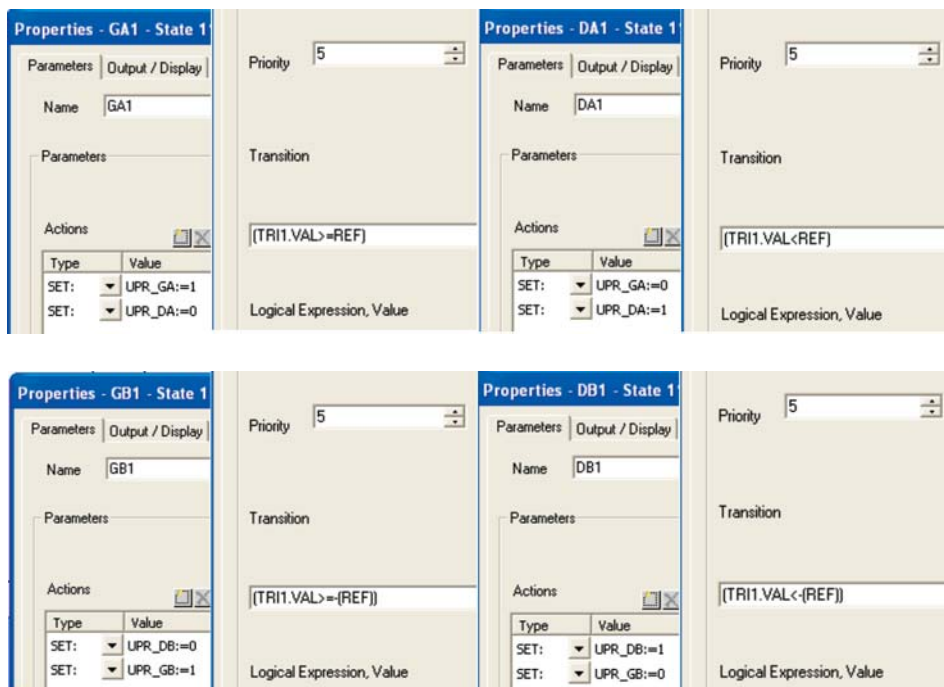 Properties - GA1 - State 1
Parameters
Output / Display
Name
GA1
Parameters
Actions
Type
Value
SET:
UPR_GA:=1
SET:
UPR_DA:=0
Priority
5
Transition
(TRI1.VAL>=REF)
Logical Expression, Value
Properties - DA1 - State 1
Parameters
Output / Display
Name
DA1
Parameters
Actions
Type
Value
SET:
UPR_GA:=0
SET:
UPR_DA:=1
Priority
5
Transition
(TRI1.VAL<REF)
Logical Expression, Value
Properties - GB1 - State 1
Parameters
Output / Display
Name
GB1
Parameters
Actions
Type
Value
SET:
UPR_DB:=0
SET:
UPR_GB:=1
Priority
5
Transition
(TRI1.VAL>=-(REF))
Logical Expression, Value
Properties - DB1 - State 1
Parameters
Output / Display
Name
DB1
Parameters
Actions
Type
Value
SET:
UPR_DB:=1
SET:
UPR_GB:=0
Priority
5
Transition
(TRI1.VAL<-(REF))
Logical Expression, Value